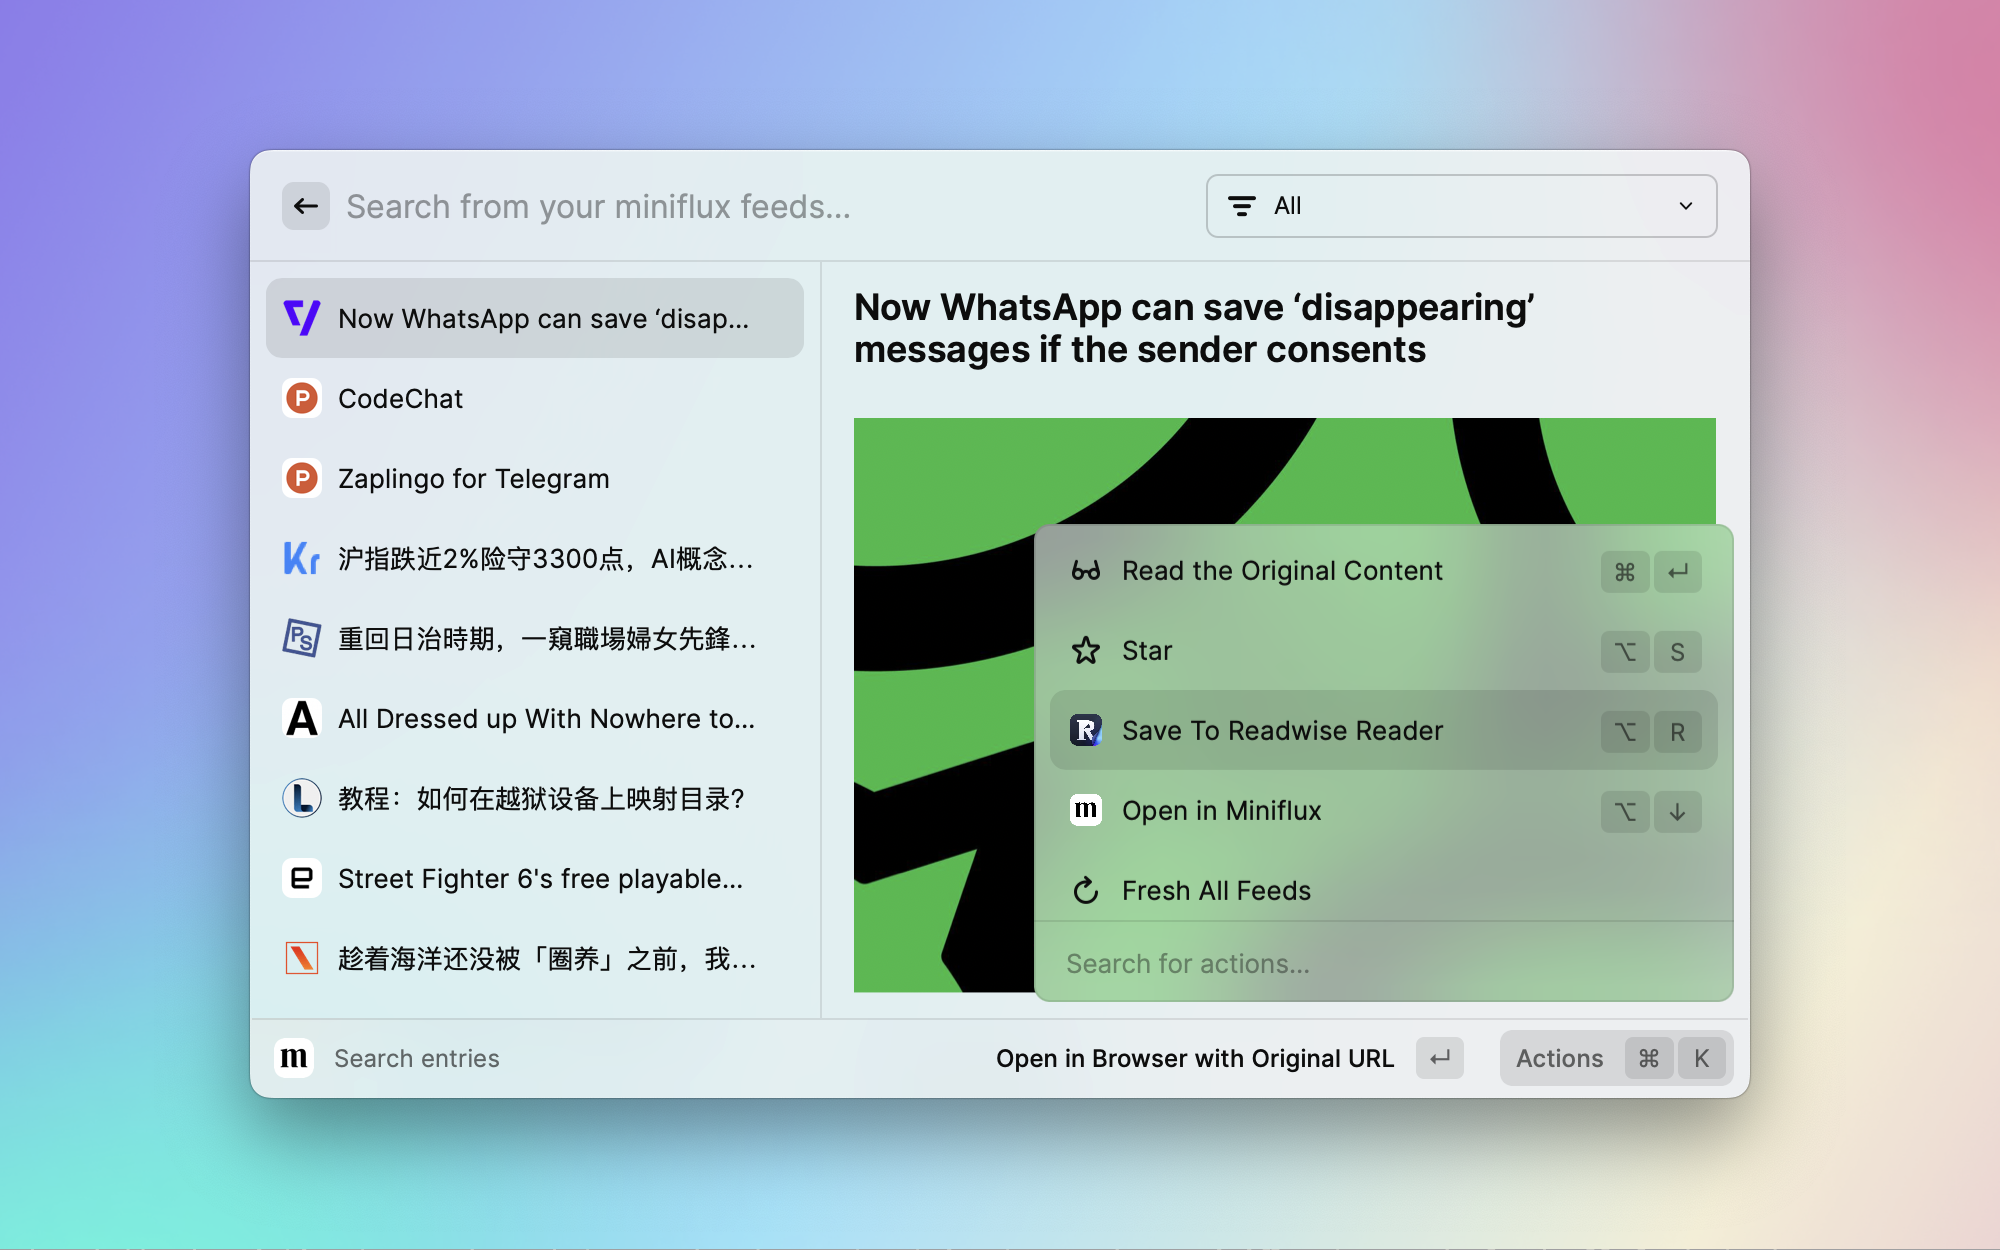 Search from your miniflux feeds...
All
Now WhatsApp can save ‘disap...
CodeChat
Zaplingo for Telegram
沪指跌近2%险守3300点，AI概念...
重回日治時期，一窺職場婦女先鋒...
All Dressed up With Nowhere to...
教程：如何在越狱设备上映射目录?
Street Fighter 6's free playable...
趁着海洋还没被「圈养」之前，我...
Now WhatsApp can save ‘disappearing’
messages if the sender consents
Read the Original Content ⌘ ↵
Star ⌥ S
Save To Readwise Reader ⌥ R
Open in Miniflux ⌥ ↓
Fresh All Feeds
Search for actions...
m Search entries
Open in Browser with Original URL ↵
Actions ⌘ K